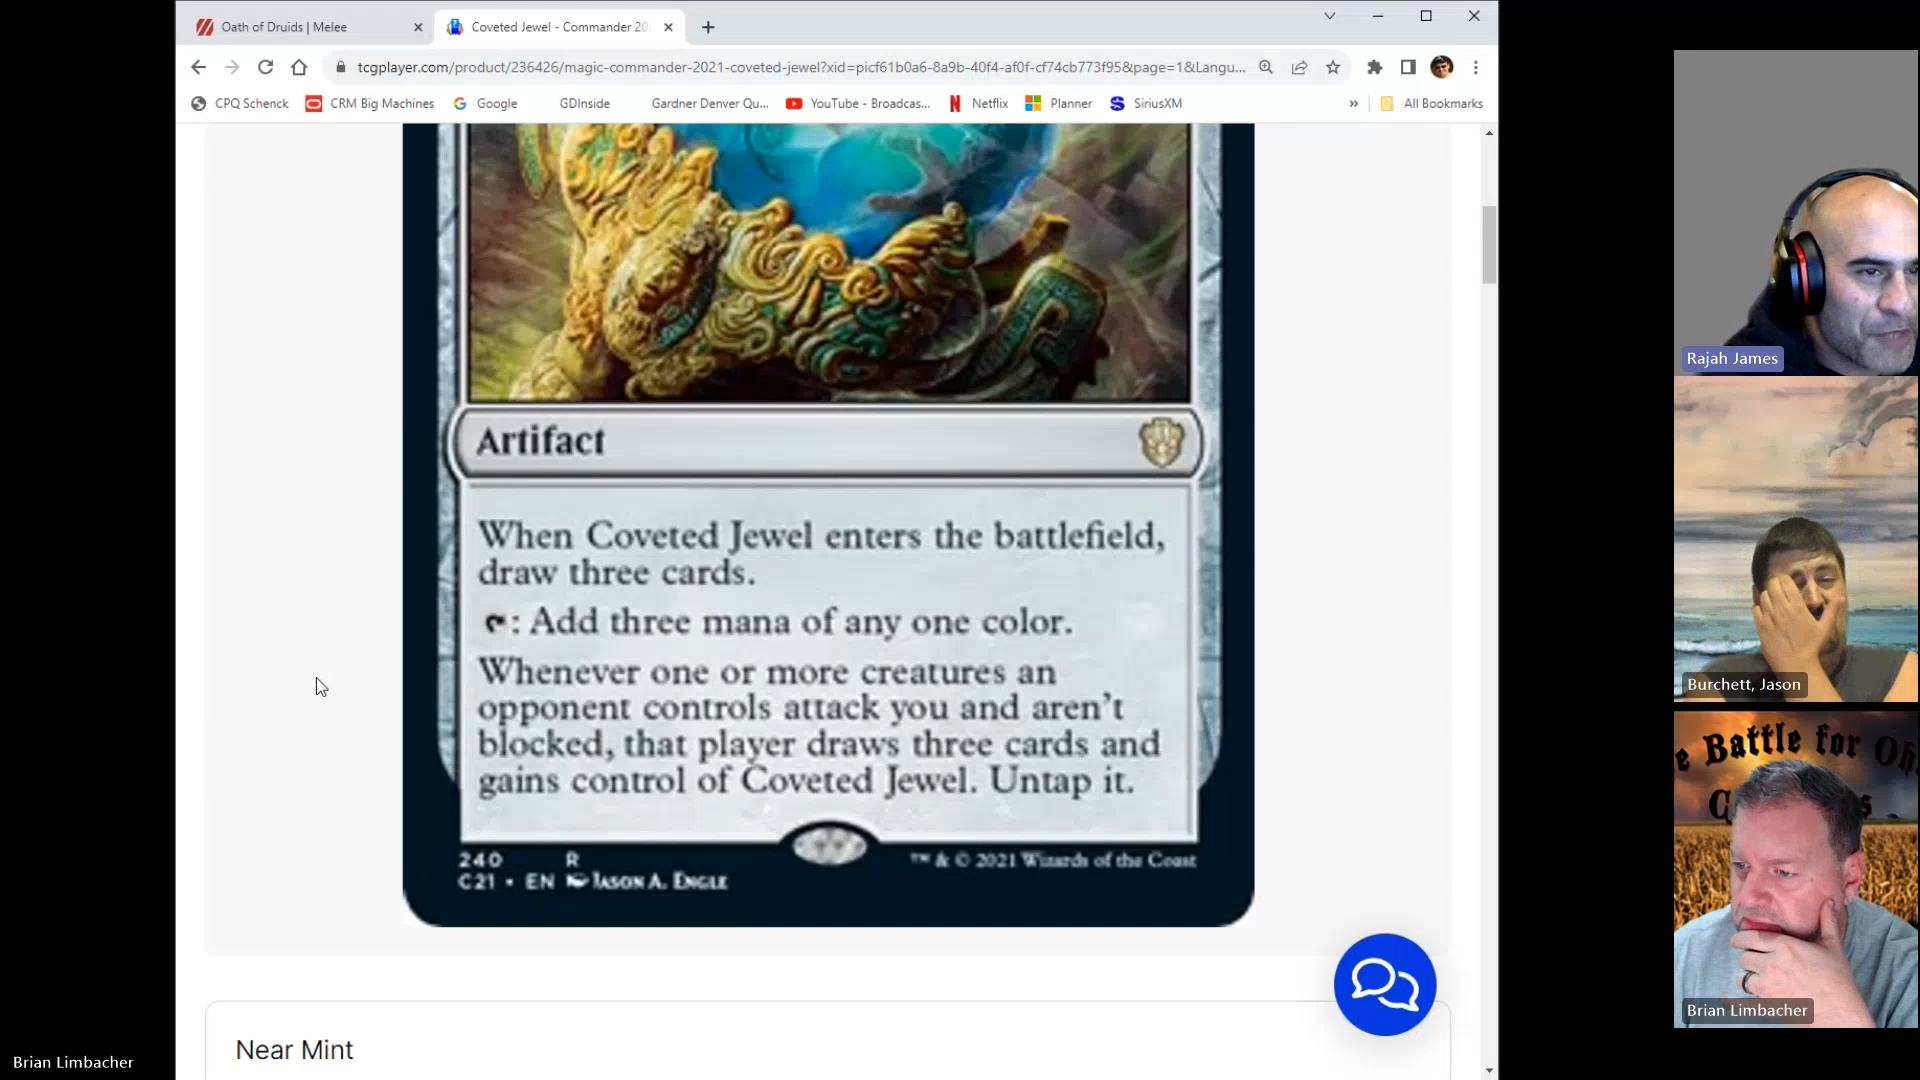 Oath of Druids | Melee
Coveted Jewel - Commander 20
tcgplayer.com/product/236426/magic-commander-2021-coveted-jewel?xid=picf61b0a6-8a9b-40f4-af0f-cf74cb773f95&page=1&Langu...
CPQ Schenck
CRM Big Machines
Google
GDInside
Gardner Denver Qu...
YouTube - Broadcas...
Netflix
Planner
SiriusXM
»
All Bookmarks
Artifact
When Coveted Jewel enters the battlefield,
draw three cards.
: Add three mana of any one color.
Whenever one or more creatures an
opponent controls attack you and aren't
blocked, that player draws three cards and
gains control of Coveted Jewel. Untap it.
240 R
C21 • EN Jason A. Engle
™ & © 2021 Wizards of the Coast
Near Mint
Rajah James
Burchett, Jason
Battle for Oh
Brian Limbacher
Brian Limbacher